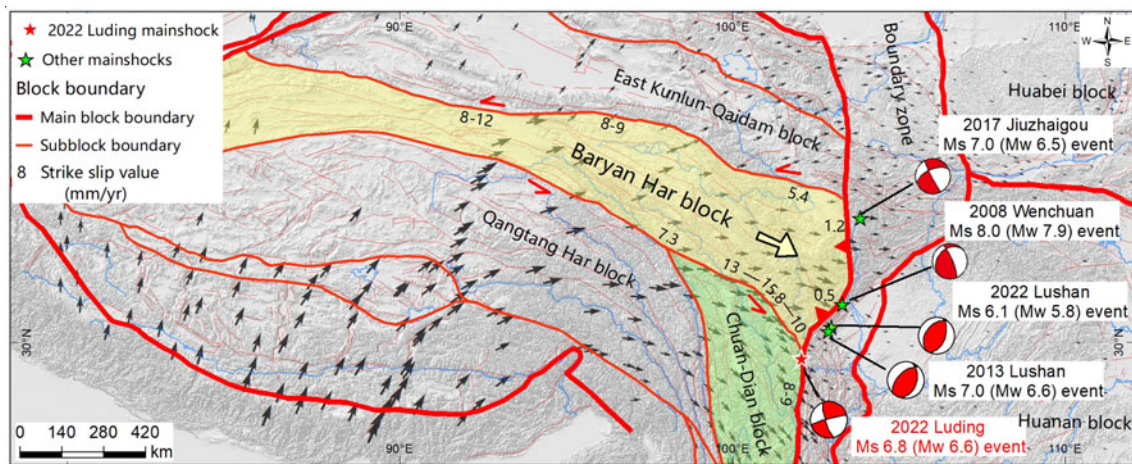 90°E
100°E
110°E
N
W E
S
2022 Luding mainshock
Other mainshocks
Block boundary
Main block boundary
Subblock boundary
8 Strike slip value
(mm/yr)
East Kunlun-Qaidam block
Boundary zone
Huabei block
8-12
8-9
Baryan Har block
5.4
1.2
Qangtang Har block
7.3
13
15.8
10
0.5
Chuan-Dian block
8-9
2017 Jiuzhaigou
Ms 7.0 (Mw 6.5) event
2008 Wenchuan
Ms 8.0 (Mw 7.9) event
2022 Lushan
Ms 6.1 (Mw 5.8) event
2013 Lushan
Ms 7.0 (Mw 6.6) event
2022 Luding
Ms 6.8 (Mw 6.6) event
Huanan block
30°N
30°N
0 140 280 420
km
90°E
100°E
110°E